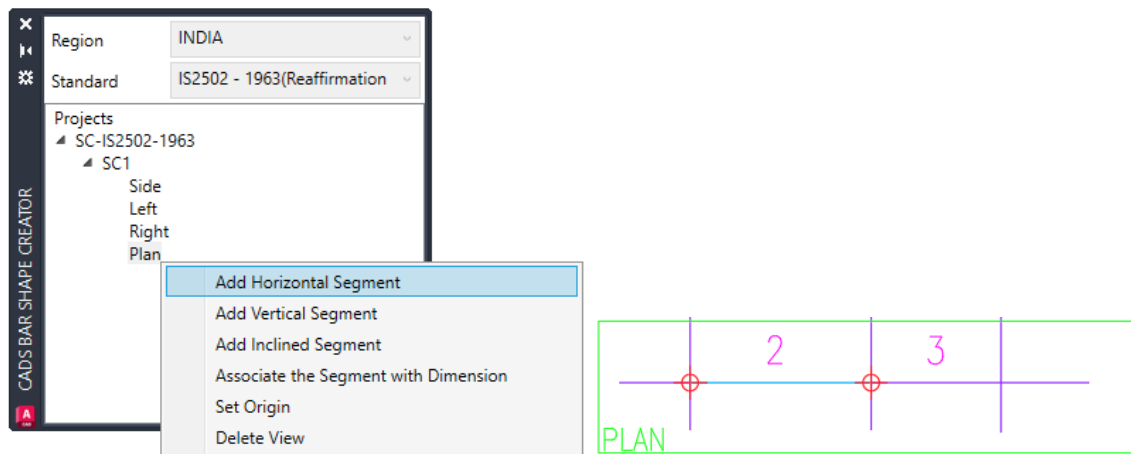 Region INDIA
Standard IS2502 - 1963(Reaffirmation
Projects
SC-IS2502-1963
SC1
Side
Left
Right
Plan
Add Horizontal Segment
Add Vertical Segment
Add Inclined Segment
Associate the Segment with Dimension
Set Origin
Delete View
CADS BAR SHAPE CREATOR
A
CAD
2 3
PLAN